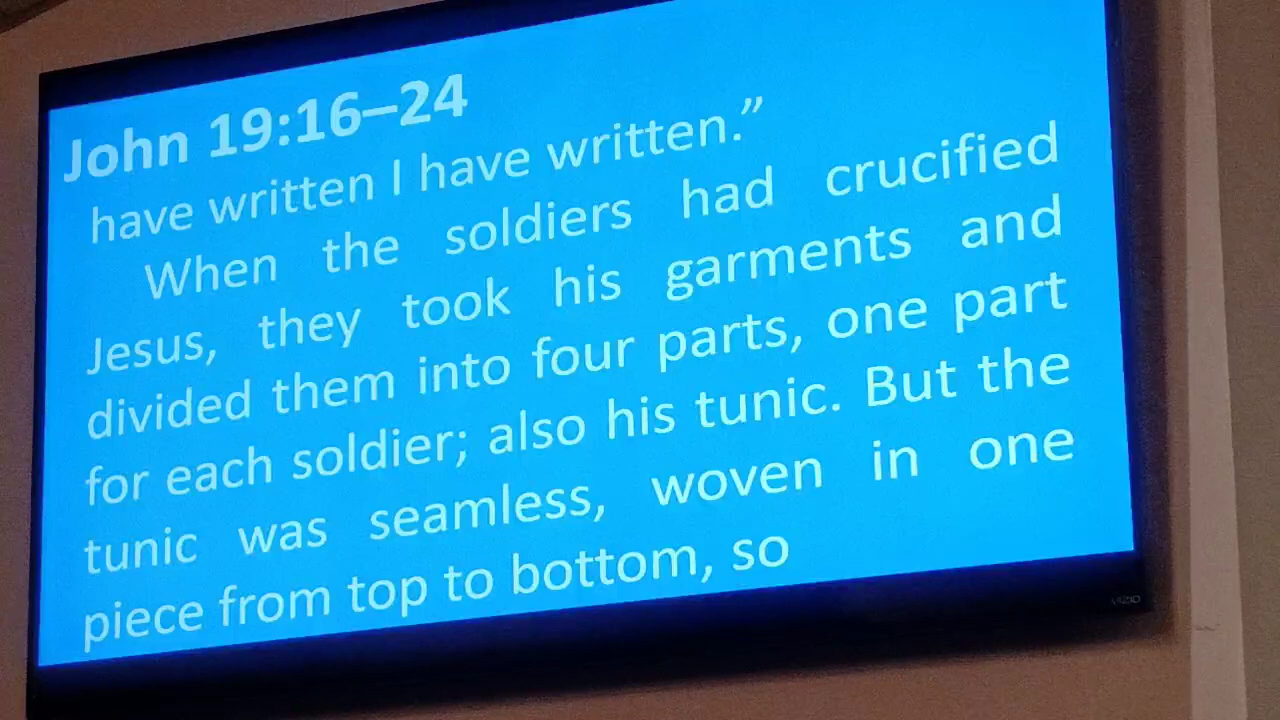 John 19:16–24
have written I have written.”
When the soldiers had crucified
Jesus, they took his garments and
divided them into four parts, one part
for each soldier; also his tunic. But the
tunic was seamless, woven in one
piece from top to bottom, so
VIZIO